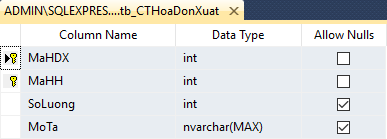 ADMIN\SQLEXPRES....tb_CTHoaDonXuat
Column Name Data Type Allow Nulls
MaHDX int
MaHH int
SoLuong int
MoTa nvarchar(MAX)